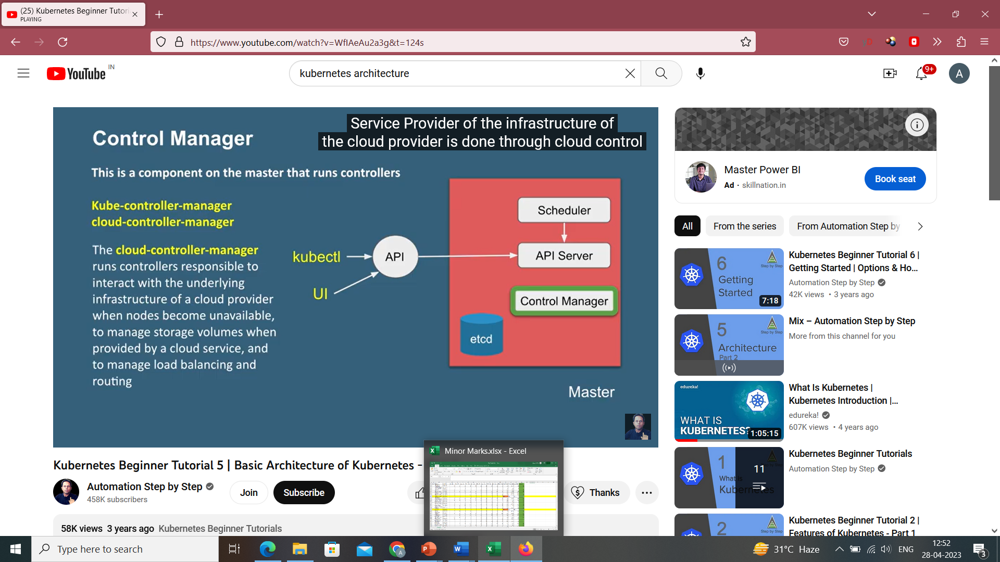 (25) Kubernetes Beginner Tutori
PLAYING
https://www.youtube.com/watch?v=WfIAeAu2a3g&t=124s
YouTube IN
kubernetes architecture
9+
A
Service Provider of the infrastructure of
the cloud provider is done through cloud control
Control Manager
This is a component on the master that runs controllers
Kube-controller-manager
cloud-controller-manager
The cloud-controller-manager
runs controllers responsible to
interact with the underlying
infrastructure of a cloud provider
when nodes become unavailable,
to manage storage volumes when
provided by a cloud service, and
to manage load balancing and
routing
kubectl
UI
API
Scheduler
API Server
Control Manager
etcd
Master
Kubernetes Beginner Tutorial 5 | Basic Architecture of Kubernetes -
Automation Step by Step
458K subscribers
Join
Subscribe
Thanks
58K views 3 years ago Kubernetes Beginner Tutorials
Minor Marks.xlsx - Excel
Master Power BI
Ad · skillnation.in
Book seat
All
From the series
From Automation Step by
6
Getting
Started
Step by Step
7:18
Kubernetes Beginner Tutorial 6 |
Getting Started | Options & Ho...
Automation Step by Step
42K views • 3 years ago
5
Architecture
Part 2
Step by Step
Mix – Automation Step by Step
More from this channel for you
edureka!
WHAT IS
KUBERNETES?
1:05:15
What Is Kubernetes |
Kubernetes Introduction |...
edureka!
607K views • 4 years ago
1
What is
Kubernetes
11
Kubernetes Beginner Tutorials
Automation Step by Step
2
Step by Step
Kubernetes Beginner Tutorial 2 |
Features of Kubernetes - Part 1
Type here to search
31°C Haze
ENG
12:52
28-04-2023
3